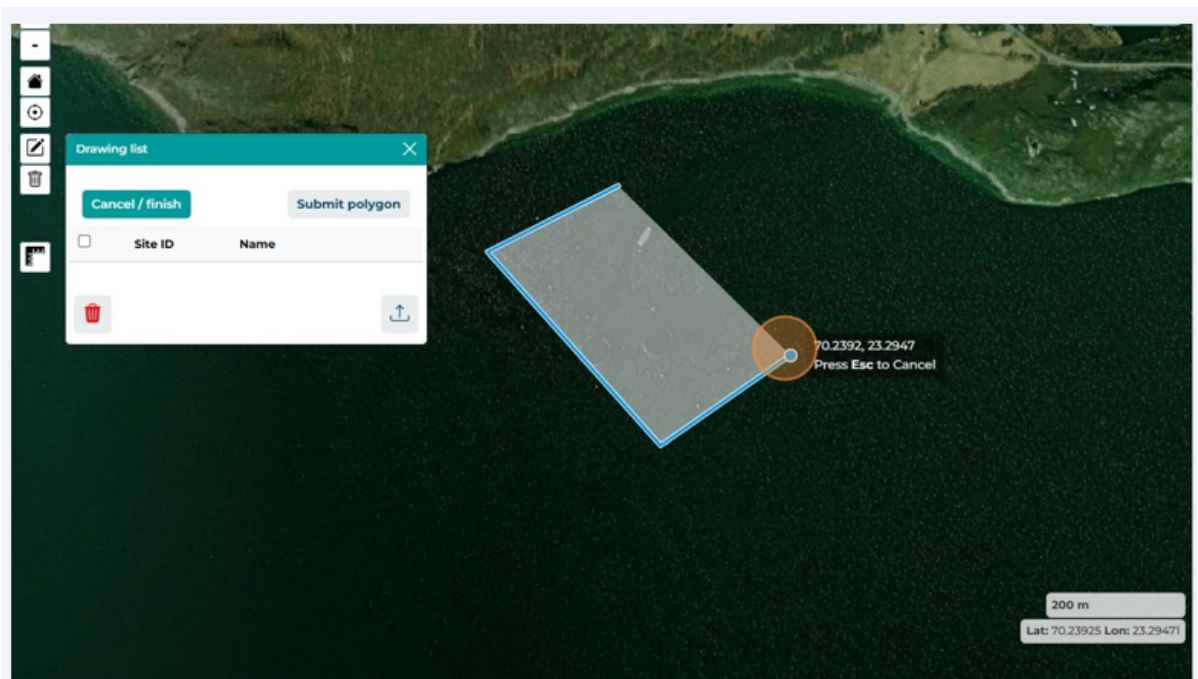 -
Drawing list
Cancel / finish
Submit polygon
Site ID Name
70.2392, 23.2947
Press Esc to Cancel
200 m
Lat: 70.23925 Lon: 23.29471